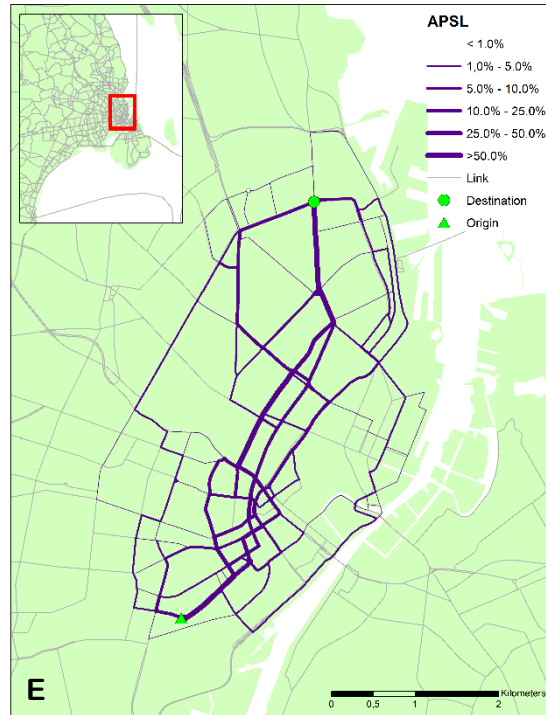 APSL
< 1.0%
1,0% - 5.0%
5.0% - 10.0%
10.0% - 25.0%
25.0% - 50.0%
>50.0%
Link
Destination
Origin
E
Kilometers
0 0,5 1 2